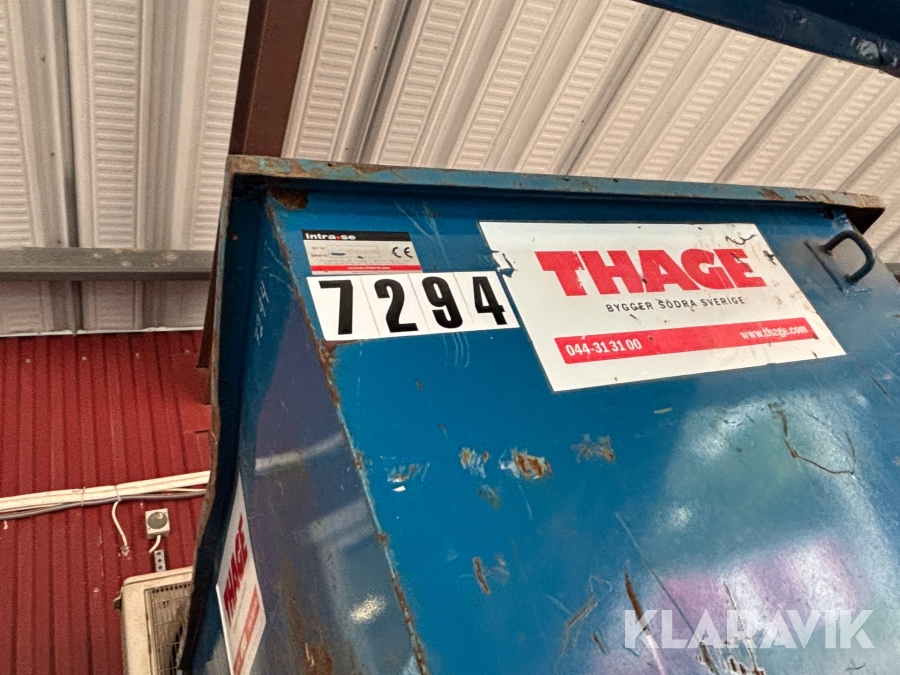 intra.se
CE
7294
THAGE
BYGGER SÖDRA SVERIGE
044-31 31 00 www.thage.com
THAGE
KLARAVIK